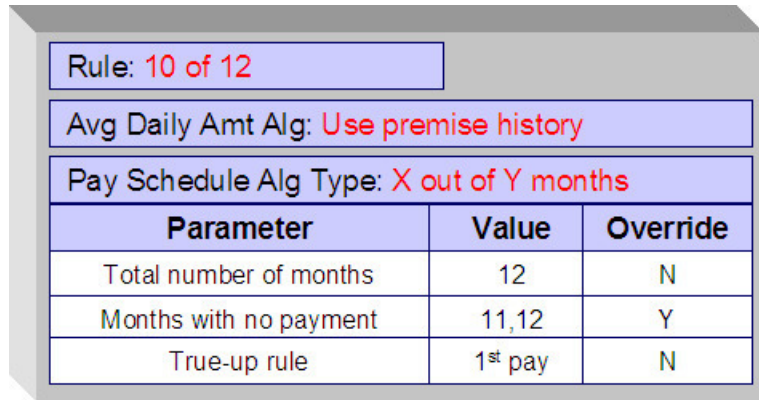 Rule: 10 of 12
Avg Daily Amt Alg: Use premise history
Pay Schedule Alg Type: X out of Y months
Parameter Value Override
Total number of months 12 N
Months with no payment 11,12 Y
True-up rule 1st pay N